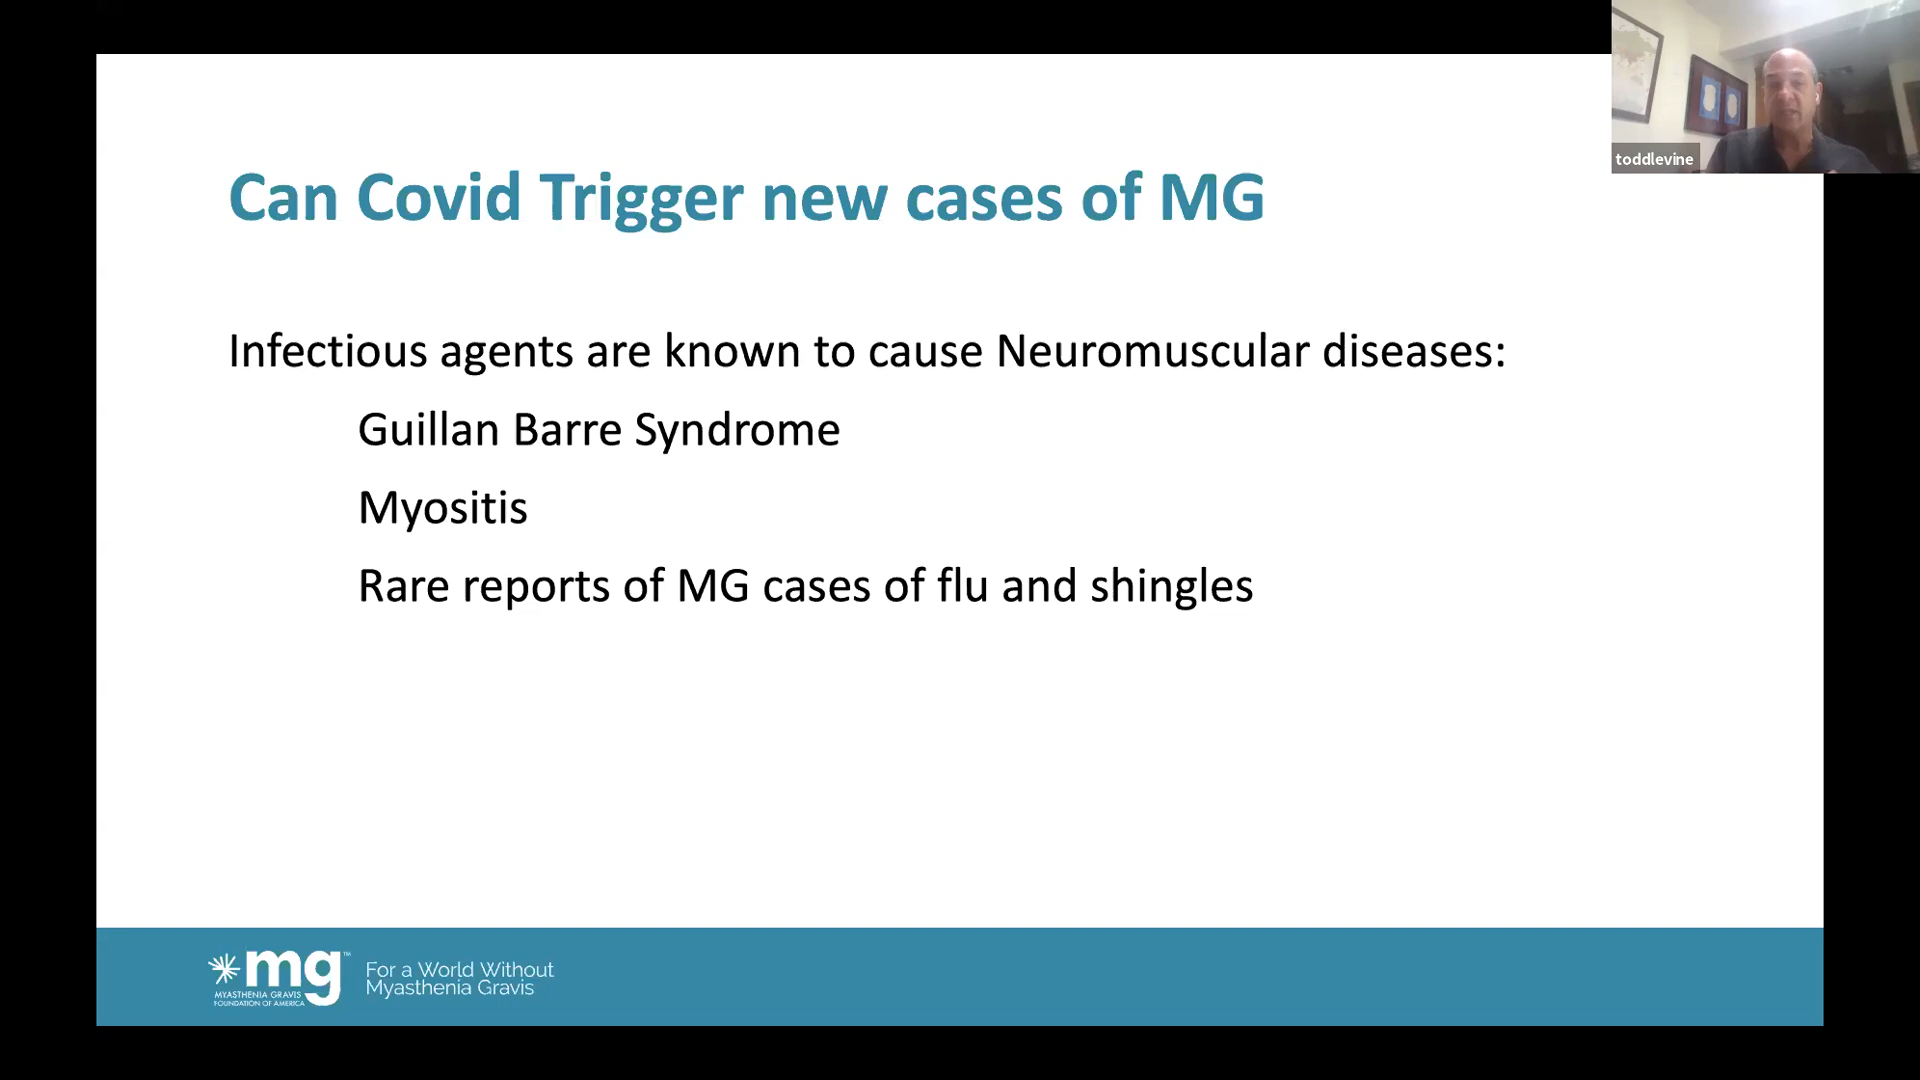 toddlevine
Can Covid Trigger new cases of MG
Infectious agents are known to cause Neuromuscular diseases:
Guillan Barre Syndrome
Myositis
Rare reports of MG cases of flu and shingles
mg™
MYASTHENIA GRAVIS
FOUNDATION OF AMERICA
For a World Without
Myasthenia Gravis